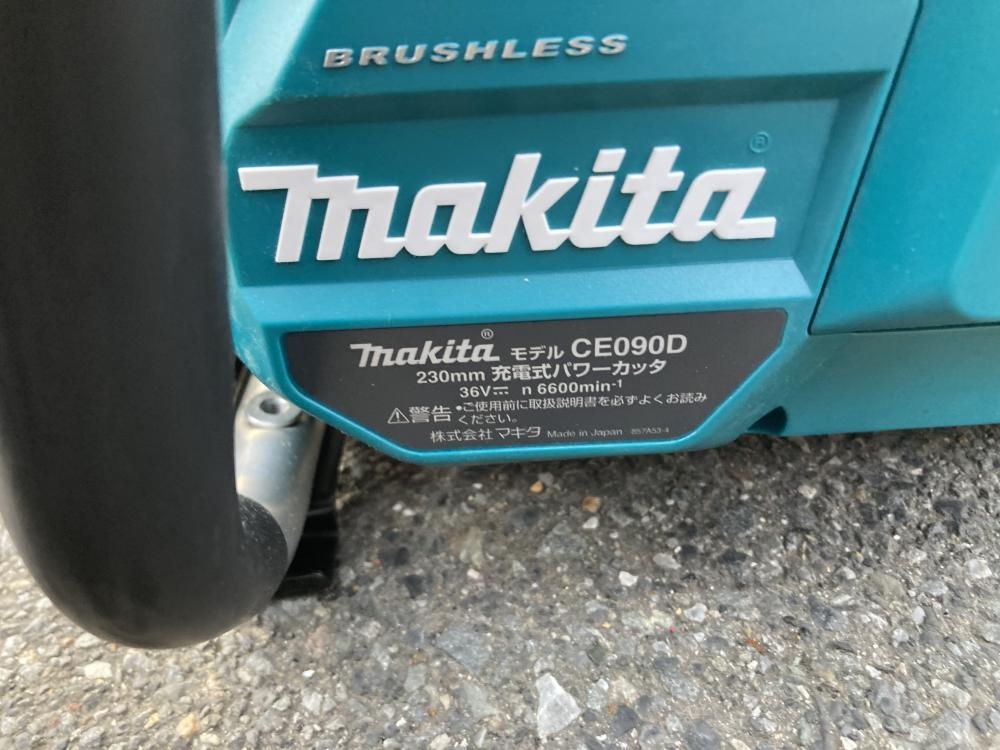 BRUSHLESS
makita®
makita® モデル CE090D
230mm 充電式パワーカッタ
36V⎓ n 6600min-1
⚠警告 •ご使用前に取扱説明書を必ずよくお読み
ください。
株式会社 マキタ Made in Japan 857A53-4